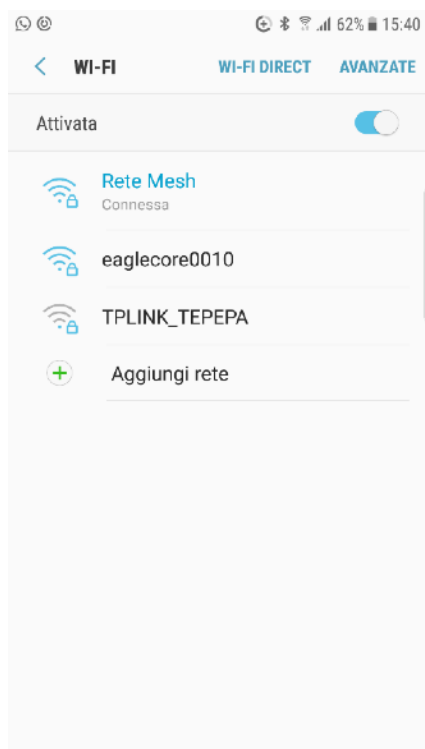 62% 15:40
WI-FI WI-FI DIRECT AVANZATE
Attivata
Rete Mesh
Connessa
eaglecore0010
TPLINK_TEPEPA
Aggiungi rete